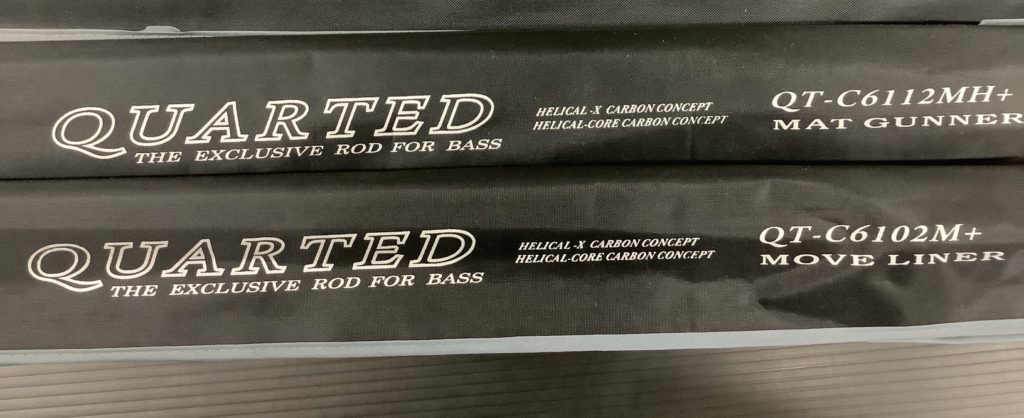 QUARTED
THE EXCLUSIVE ROD FOR BASS
HELICAL-X CARBON CONCEPT
HELICAL-CORE CARBON CONCEPT
QT-C6112MH+
MAT GUNNER
QUARTED
THE EXCLUSIVE ROD FOR BASS
HELICAL-X CARBON CONCEPT
HELICAL-CORE CARBON CONCEPT
QT-C6102M+
MOVE LINER